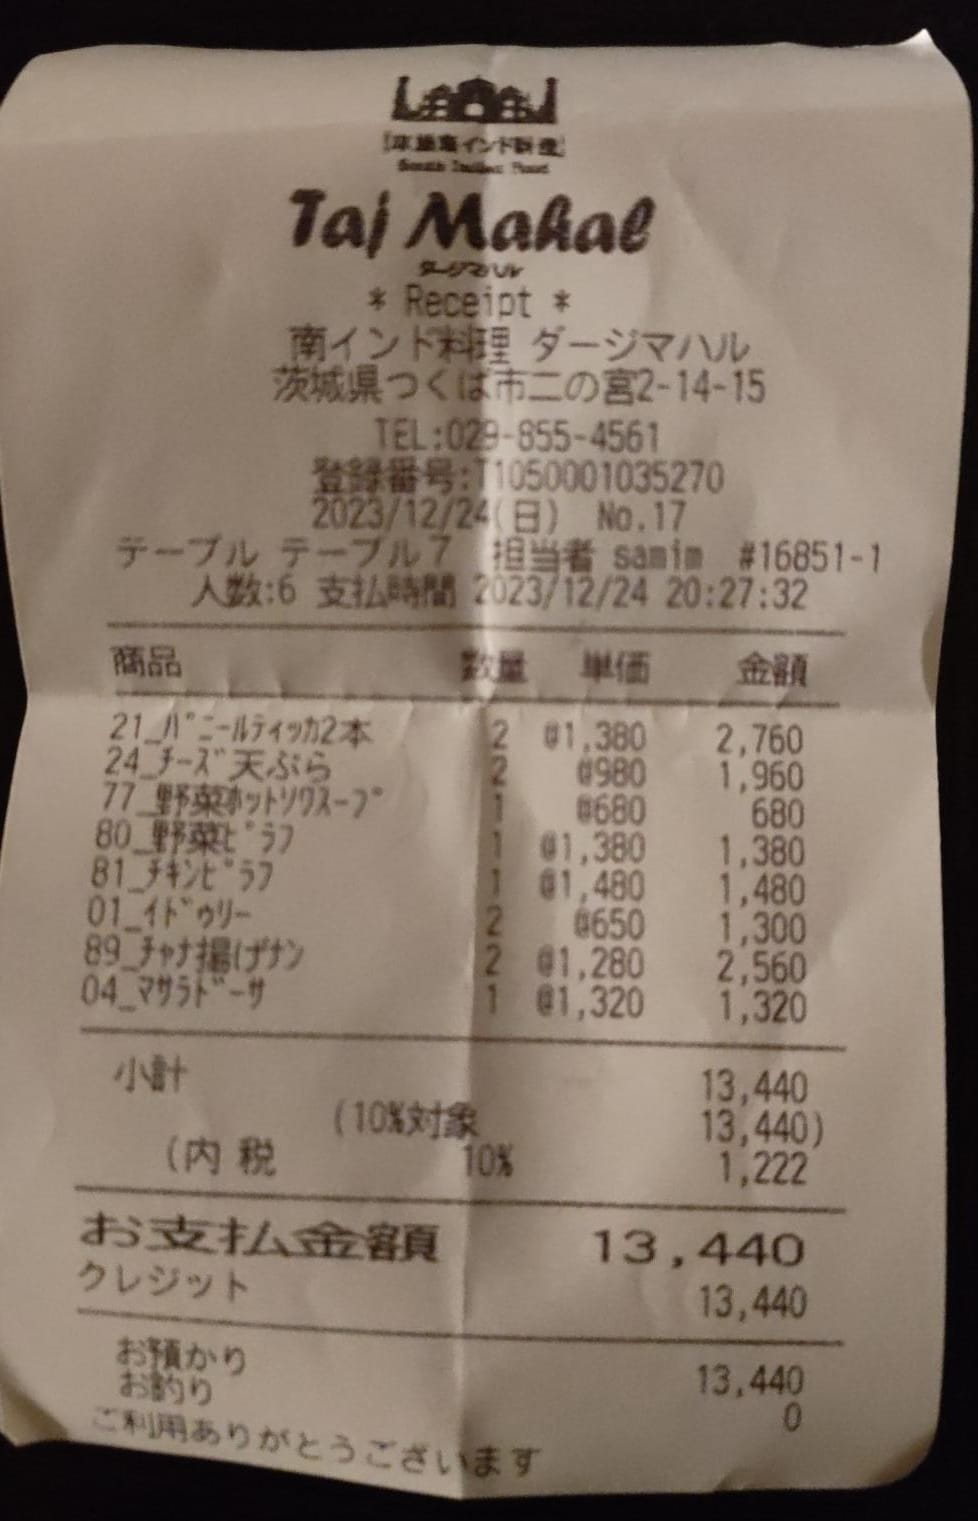 [本格南インド料理]
South Indian Food
Taj Mahal
タージマハル
* Receipt *
南インド料理 ダージマハル
茨城県つくば市二の宮2-14-15
TEL:029-855-4561
登録番号:T1050001035270
2023/12/24(日) No.17
テーブル テーブル7 担当者 samim #16851-1
人数:6 支払時間 2023/12/24 20:27:32
商品 数量 単価 金額
21_ﾊﾟﾆｰﾙﾃｨｯｶ2本 2 @1,380 2,760
24_ﾁｰｽﾞ天ぷら 2 @980 1,960
77_野菜ﾎｯﾄｿﾜｽｰﾌﾟ 1 @680 680
80_野菜ﾋﾟﾗﾌ 1 @1,380 1,380
81_ﾁｷﾝﾋﾟﾗﾌ 1 @1,480 1,480
01_ｲﾄﾞｩﾘｰ 2 @650 1,300
89_ﾁｬﾅ揚げﾅﾝ 2 @1,280 2,560
04_ﾏｻﾗﾄﾞｰｻ 1 @1,320 1,320
小計 13,440
(10%対象 13,440)
(内 税 10% 1,222
お支払金額 13,440
クレジット 13,440
お預かり 13,440
お釣り 0
ご利用ありがとうございます